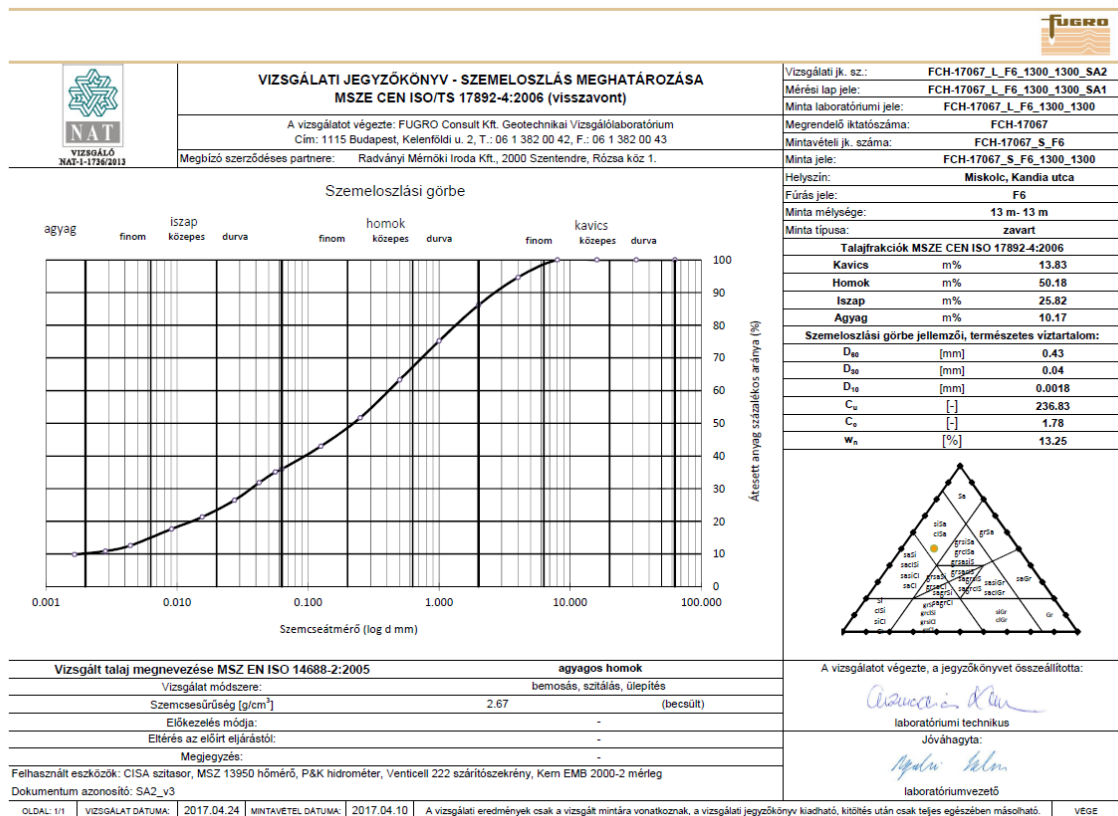 FUGRO
NAT
VIZSGÁLÓ
NAT-1-1736/2013
VIZSGÁLATI JEGYZŐKÖNYV - SZEMELOSZLÁS MEGHATÁROZÁSA
MSZE CEN ISO/TS 17892-4:2006 (visszavont)
A vizsgálatot végezte: FUGRO Consult Kft. Geotechnikai Vizsgálólaboratórium
Cím: 1115 Budapest, Kelenföldi u. 2, T.: 06 1 382 00 42, F.: 06 1 382 00 43
Megbízó szerződéses partnere: Radványi Mérnöki Iroda Kft., 2000 Szentendre, Rózsa köz 1.
Vizsgálati jk. sz.: FCH-17067_L_F6_1300_1300_SA2
Mérési lap jele: FCH-17067_L_F6_1300_1300_SA1
Minta laboratóriumi jele: FCH-17067_L_F6_1300_1300
Megrendelő iktatószáma: FCH-17067
Mintavételi jk. száma: FCH-17067_S_F6
Minta jele: FCH-17067_S_F6_1300_1300
Helyszín: Miskolc, Kandia utca
Fúrás jele: F6
Minta mélysége: 13 m- 13 m
Minta típusa: zavart
Talajfrakciók MSZE CEN ISO 17892-4:2006
Kavics m% 13.83
Homok m% 50.18
Iszap m% 25.82
Agyag m% 10.17
Szemeloszlási görbe jellemzői, természetes víztartalom:
D60 [mm] 0.43
D30 [mm] 0.04
D10 [mm] 0.0018
Cu [-] 236.83
Cc [-] 1.78
wn [%] 13.25
Szemeloszlási görbe
agyag iszap homok kavics
finom közepes durva finom közepes durva finom közepes durva
100
90
80
70
60
50
40
30
20
10
0
Átesett anyag százalékos aránya (%)
0.001 0.010 0.100 1.000 10.000 100.000
Szemcseátmérő (log d mm)
Sa
siSa
clSa
grSa
grsiSa
grclSa
saSi
saclSi
sasiCl
saCl
sasiGr
saclGr
saGr
Si
clSi
siCl
siGr
clGr
Gr
Vizsgált talaj megnevezése MSZ EN ISO 14688-2:2005 agyagos homok
Vizsgálat módszere: bemosás, szitálás, ülepítés
Szemcsesűrűség [g/cm³] 2.67 (becsült)
Előkezelés módja: -
Eltérés az előírt eljárástól: -
Megjegyzés: -
Felhasznált eszközök: CISA szitasor, MSZ 13950 hőmérő, P&K hidrométer, Venticell 222 szárítószekrény, Kern EMB 2000-2 mérleg
Dokumentum azonosító: SA2_v3
A vizsgálatot végezte, a jegyzőkönyvet összeállította:
laboratóriumi technikus
Jóváhagyta:
laboratóriumvezető
OLDAL: 1/1 VIZSGÁLAT DÁTUMA: 2017.04.24 MINTAVÉTEL DÁTUMA: 2017.04.10 A vizsgálati eredmények csak a vizsgált mintára vonatkoznak, a vizsgálati jegyzőkönyv kiadható, kitöltés után csak teljes egészében másolható. VÉGE